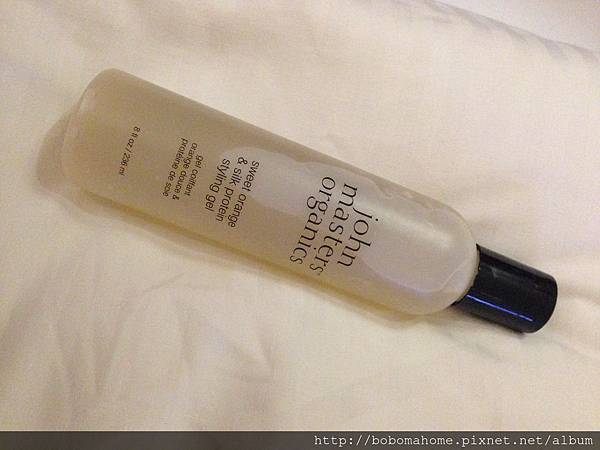 john
masters
organics
sweet orange
& silk protein
styling gel
gel coiffant
orange douce &
protéine de soie
8 fl oz / 236 ml
http://bobomahome.pixnet.net/album